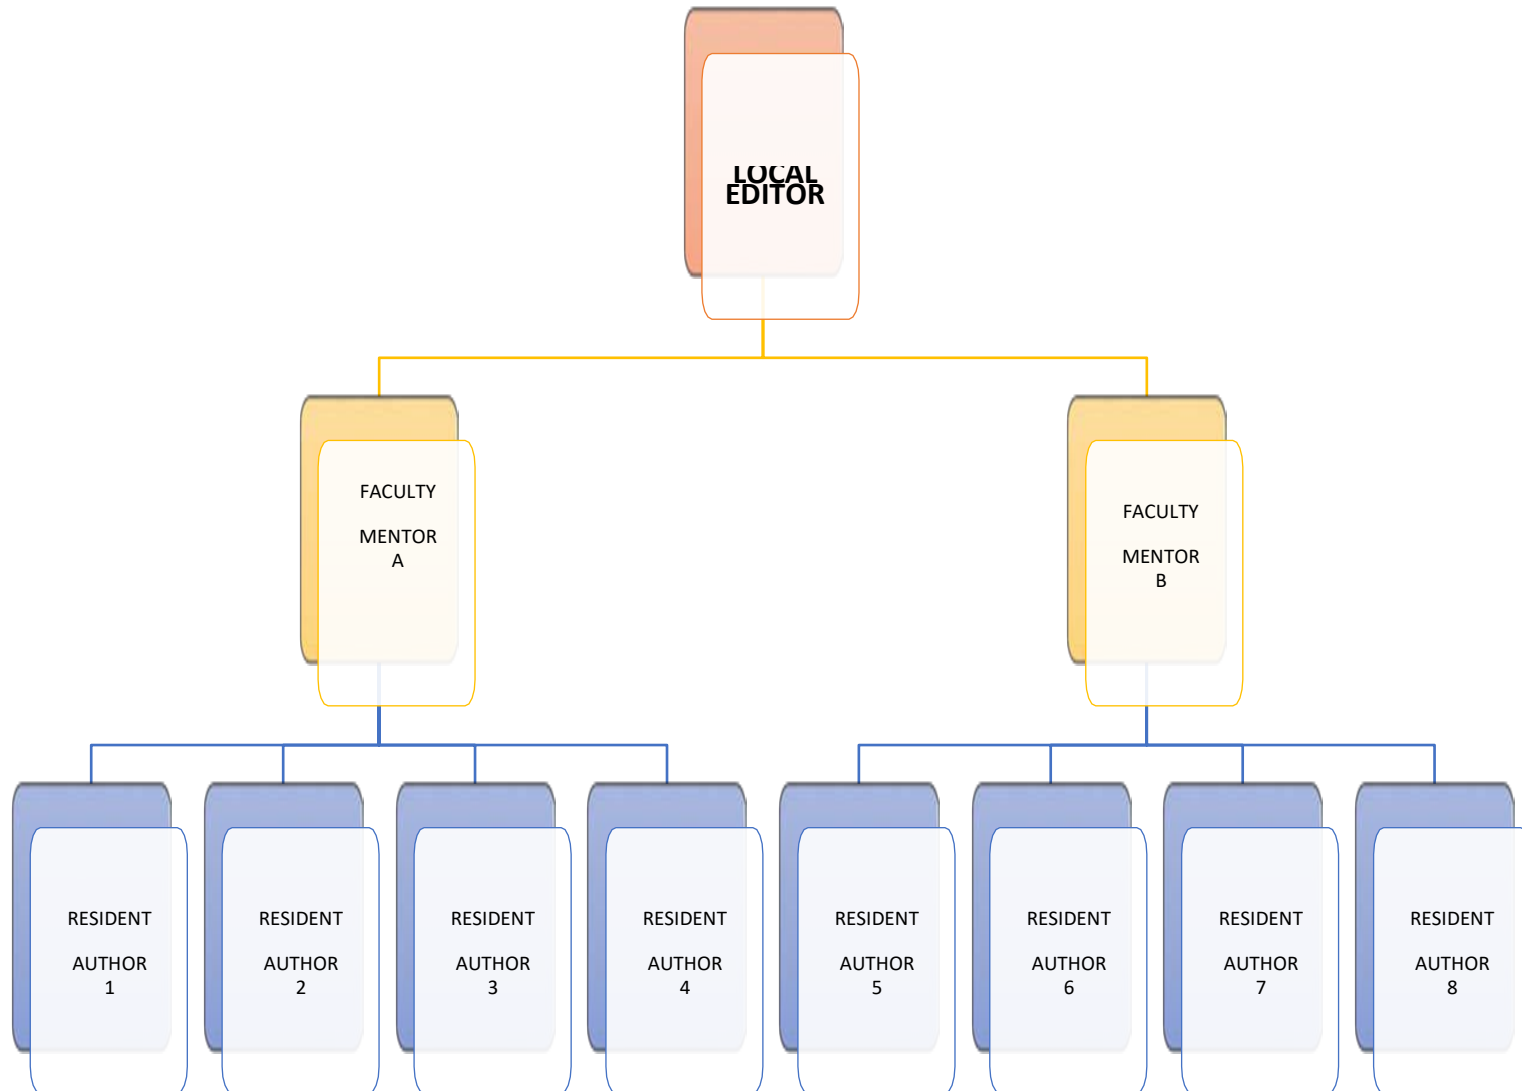 LOCAL
EDITOR
FACULTY
MENTOR
A
FACULTY
MENTOR
B
RESIDENT
AUTHOR
1
RESIDENT
AUTHOR
2
RESIDENT
AUTHOR
3
RESIDENT
AUTHOR
4
RESIDENT
AUTHOR
5
RESIDENT
AUTHOR
6
RESIDENT
AUTHOR
7
RESIDENT
AUTHOR
8